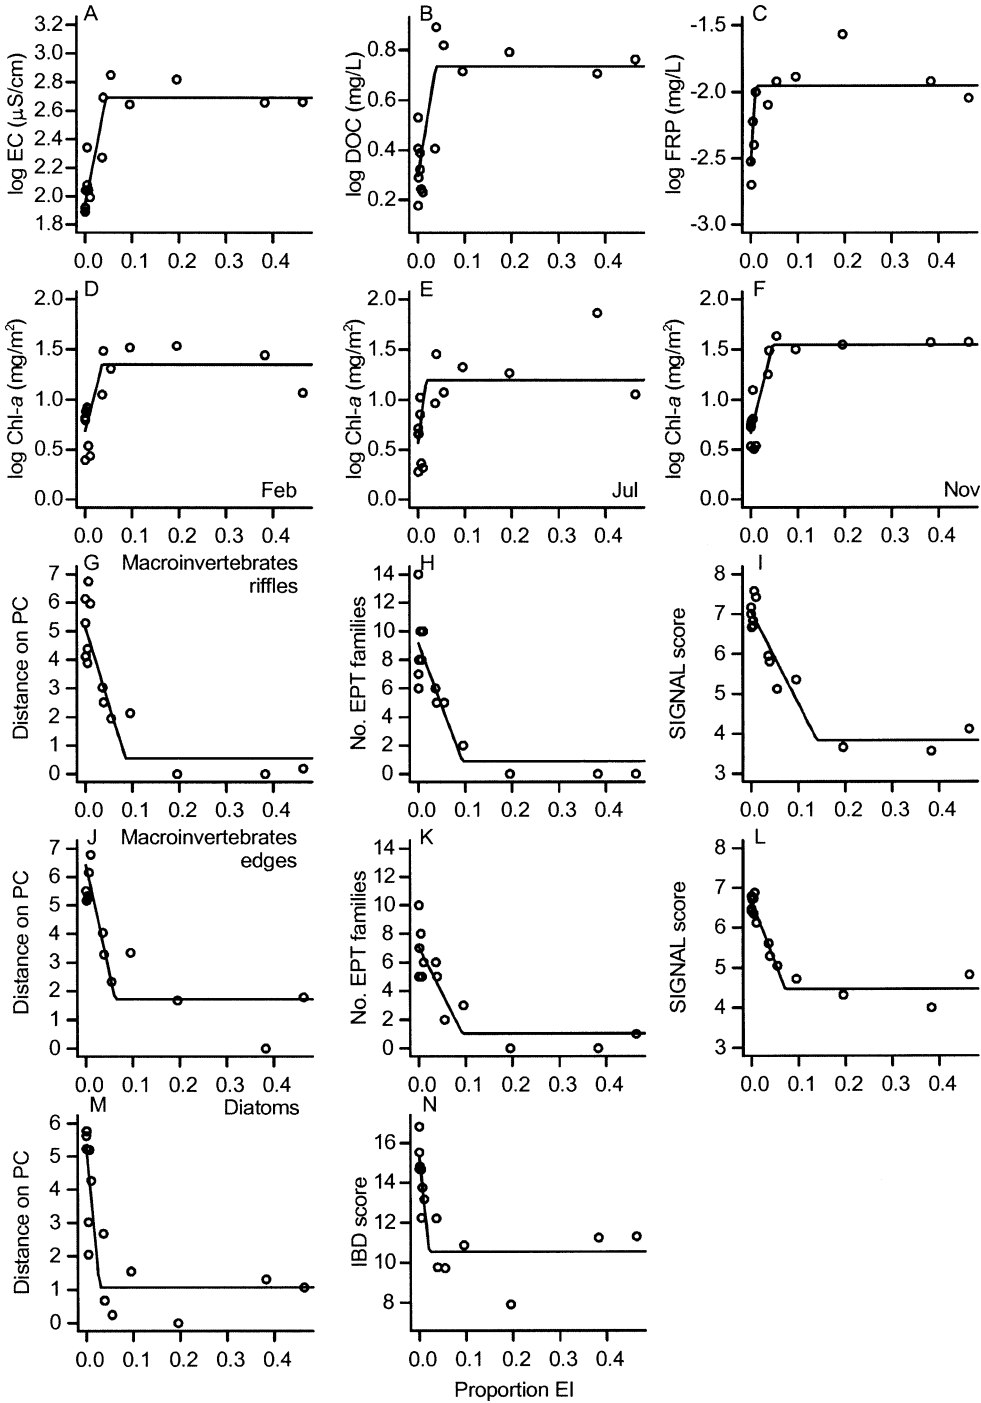 A
log EC (µS/cm)
3.2
3.0
2.8
2.6
2.4
2.2
2.0
1.8
0.0 0.1 0.2 0.3 0.4
B
log DOC (mg/L)
0.8
0.6
0.4
0.2
0.0 0.1 0.2 0.3 0.4
C
log FRP (mg/L)
-1.5
-2.0
-2.5
-3.0
0.0 0.1 0.2 0.3 0.4
D
log Chl-a (mg/m²)
2.0
1.5
1.0
0.5
0.0
Feb
0.0 0.1 0.2 0.3 0.4
E
log Chl-a (mg/m²)
2.0
1.5
1.0
0.5
0.0
Jul
0.0 0.1 0.2 0.3 0.4
F
log Chl-a (mg/m²)
2.0
1.5
1.0
0.5
0.0
Nov
0.0 0.1 0.2 0.3 0.4
G
Macroinvertebrates
riffles
Distance on PC
7
6
5
4
3
2
1
0
0.0 0.1 0.2 0.3 0.4
H
No. EPT families
14
12
10
8
6
4
2
0
0.0 0.1 0.2 0.3 0.4
I
SIGNAL score
8
7
6
5
4
3
0.0 0.1 0.2 0.3 0.4
J
Macroinvertebrates
edges
Distance on PC
7
6
5
4
3
2
1
0
0.0 0.1 0.2 0.3 0.4
K
No. EPT families
14
12
10
8
6
4
2
0
0.0 0.1 0.2 0.3 0.4
L
SIGNAL score
8
7
6
5
4
3
0.0 0.1 0.2 0.3 0.4
M
Diatoms
Distance on PC
6
5
4
3
2
1
0
0.0 0.1 0.2 0.3 0.4
N
IBD score
16
14
12
10
8
0.0 0.1 0.2 0.3 0.4
Proportion EI